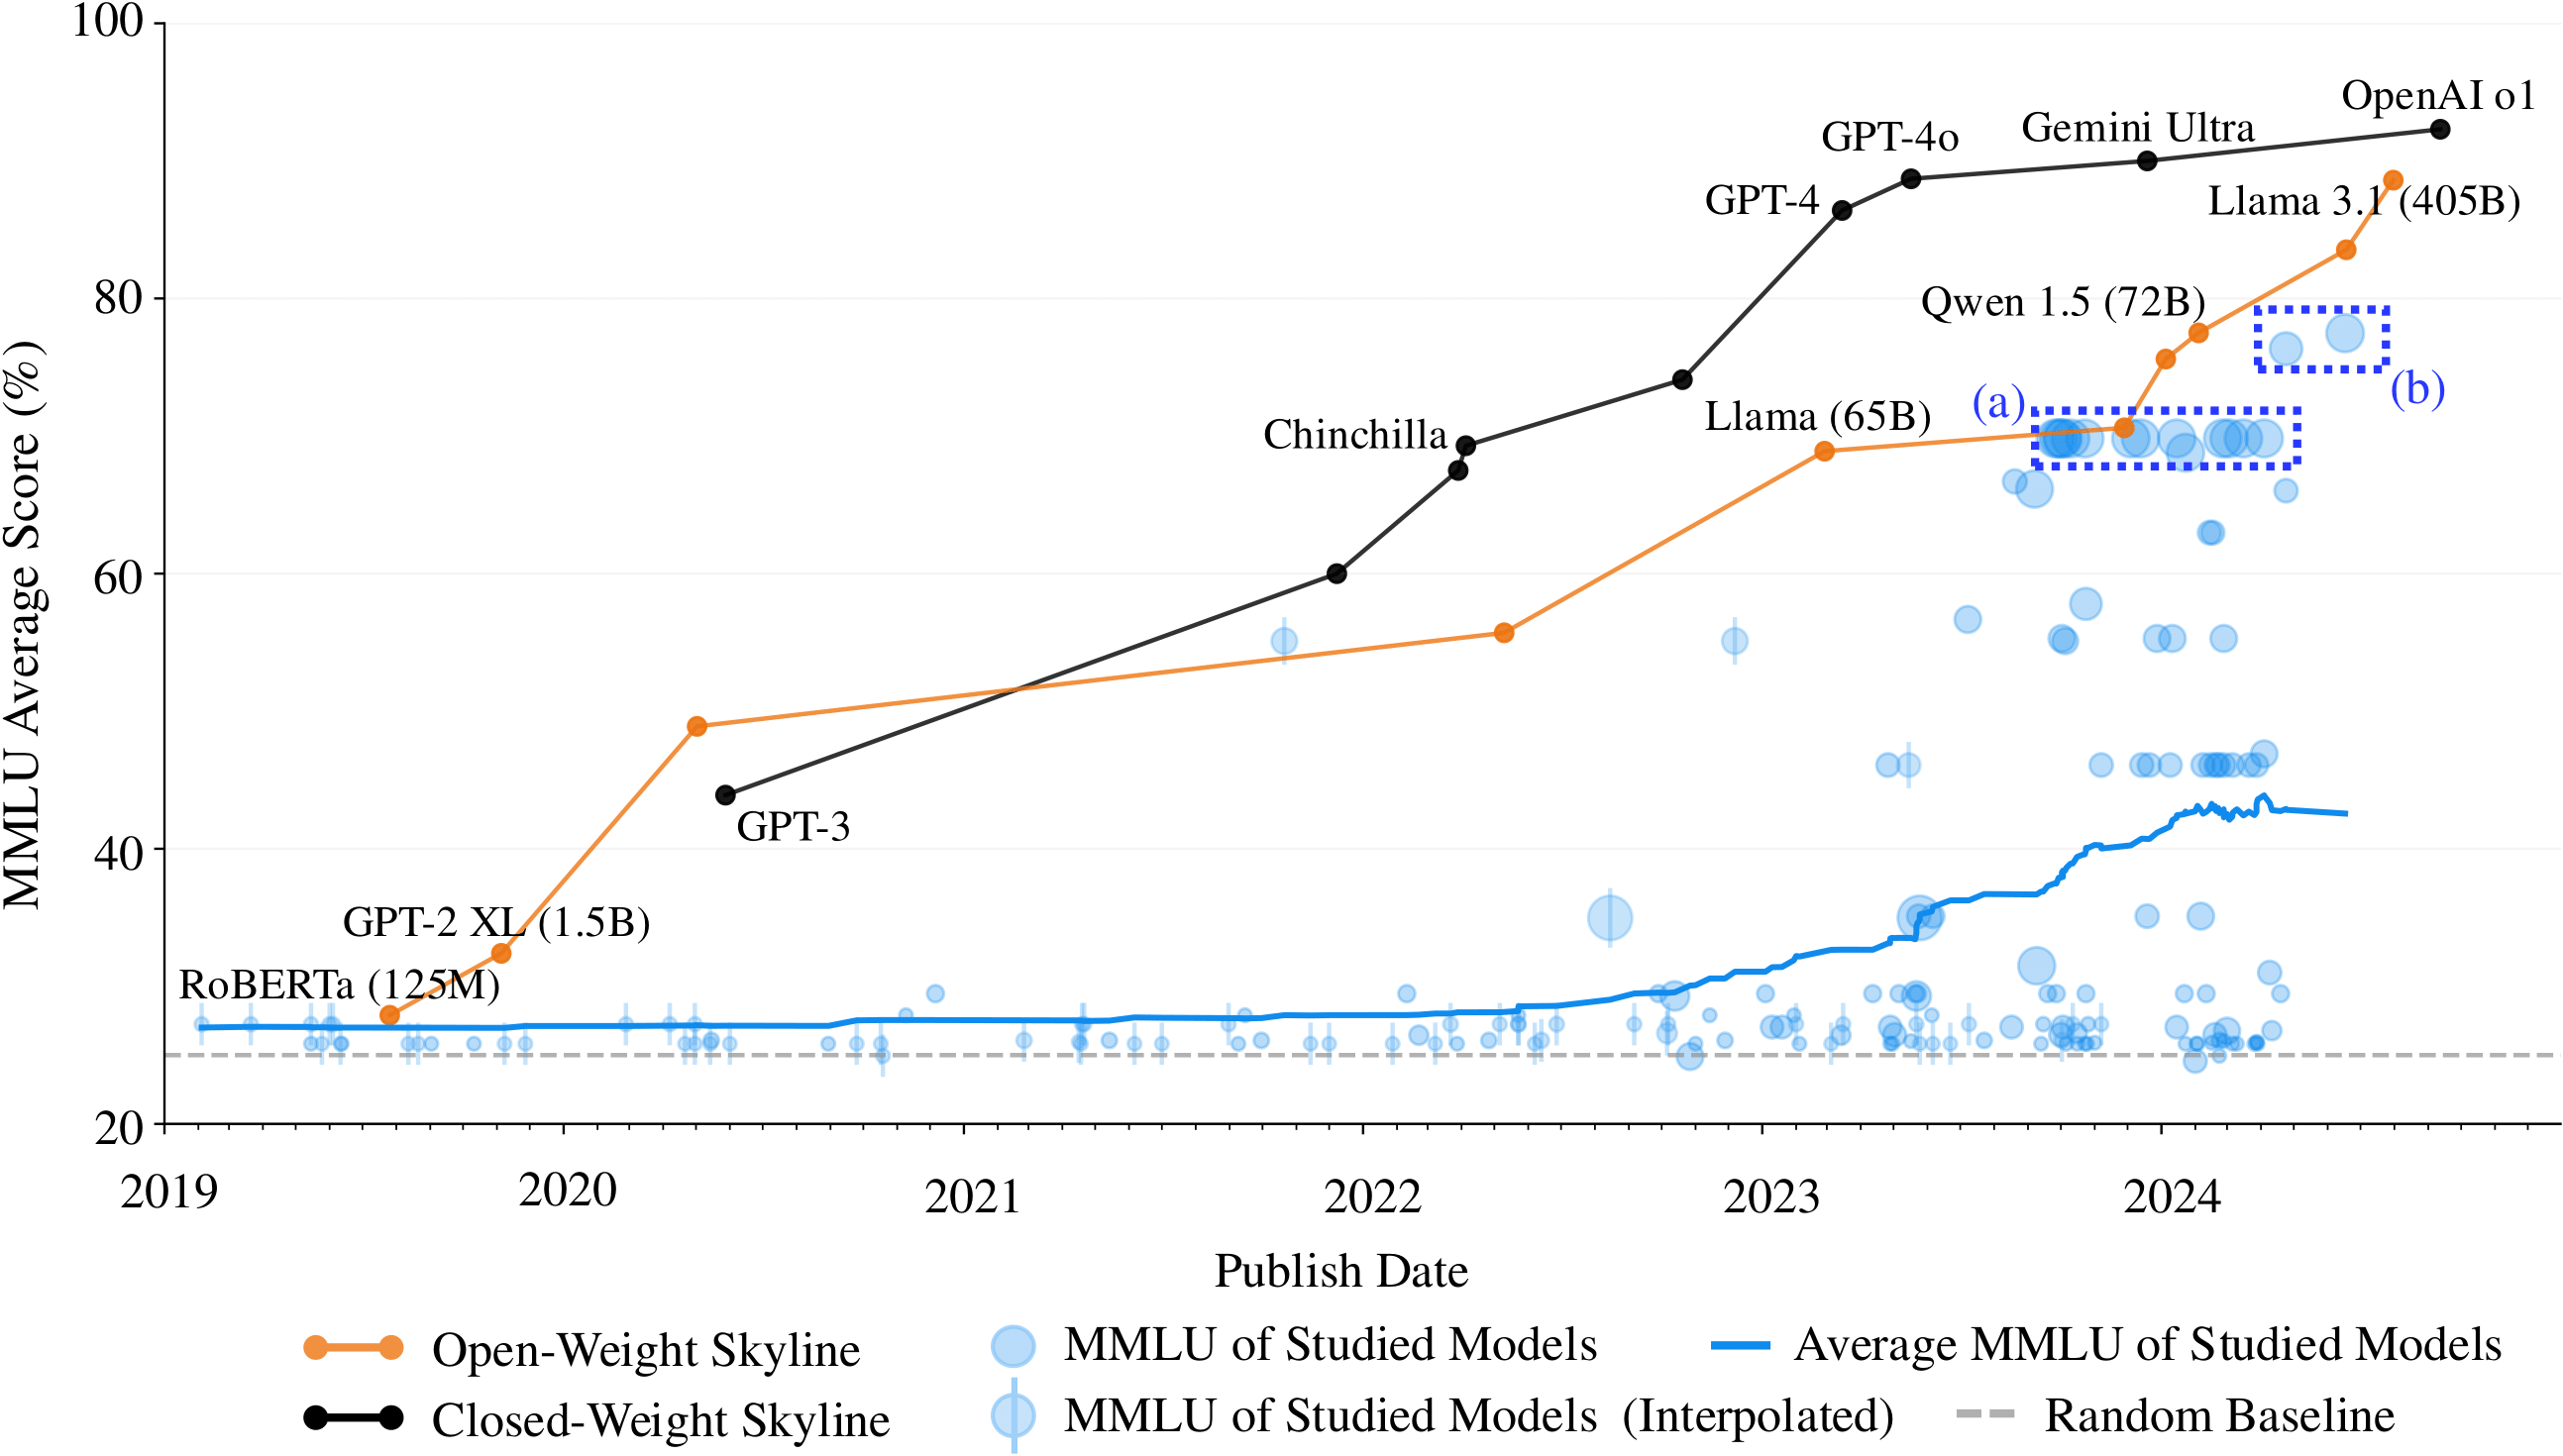 100
OpenAI o1
GPT-4o
Gemini Ultra
GPT-4
Llama 3.1 (405B)
80
Qwen 1.5 (72B)
(b)
(a)
Llama (65B)
Chinchilla
60
GPT-3
40
GPT-2 XL (1.5B)
RoBERTa (125M)
20
MMLU Average Score (%)
2019
2020
2021
2022
2023
2024
Publish Date
Open-Weight Skyline
MMLU of Studied Models
Average MMLU of Studied Models
Closed-Weight Skyline
MMLU of Studied Models (Interpolated)
Random Baseline